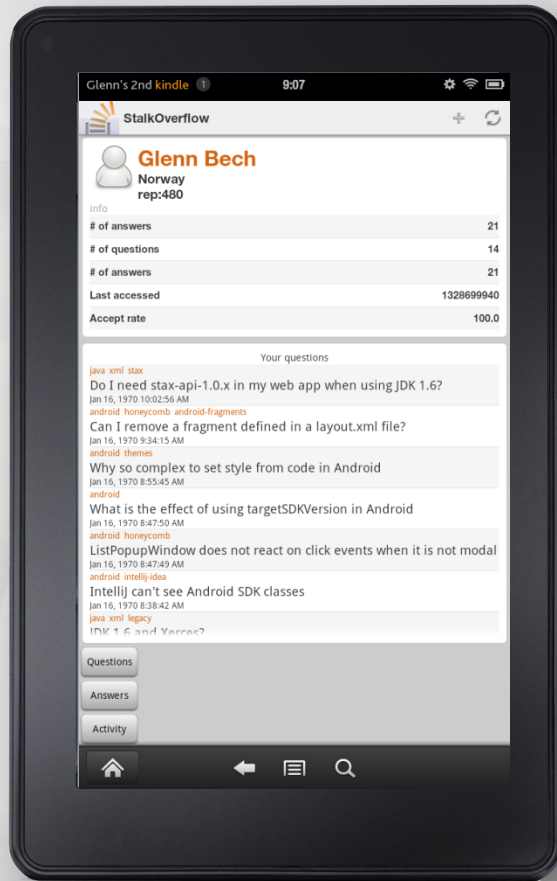 Glenn's 2nd kindle 1 9:07
StalkOverflow
Glenn Bech
Norway
rep:480
info
# of answers 21
# of questions 14
# of answers 21
Last accessed 1328699940
Accept rate 100.0
Your questions
java xml stax
Do I need stax-api-1.0.x in my web app when using JDK 1.6?
Jan 16, 1970 10:02:56 AM
android honeycomb android-fragments
Can I remove a fragment defined in a layout.xml file?
Jan 16, 1970 9:34:15 AM
android themes
Why so complex to set style from code in Android
Jan 16, 1970 8:55:45 AM
android
What is the effect of using targetSDKVersion in Android
Jan 16, 1970 8:47:50 AM
android honeycomb
ListPopupWindow does not react on click events when it is not modal
Jan 16, 1970 8:47:49 AM
android intellij-idea
IntelliJ can't see Android SDK classes
Jan 16, 1970 8:38:42 AM
java xml legacy
JDK 1.6 and Xerces?
Questions
Answers
Activity